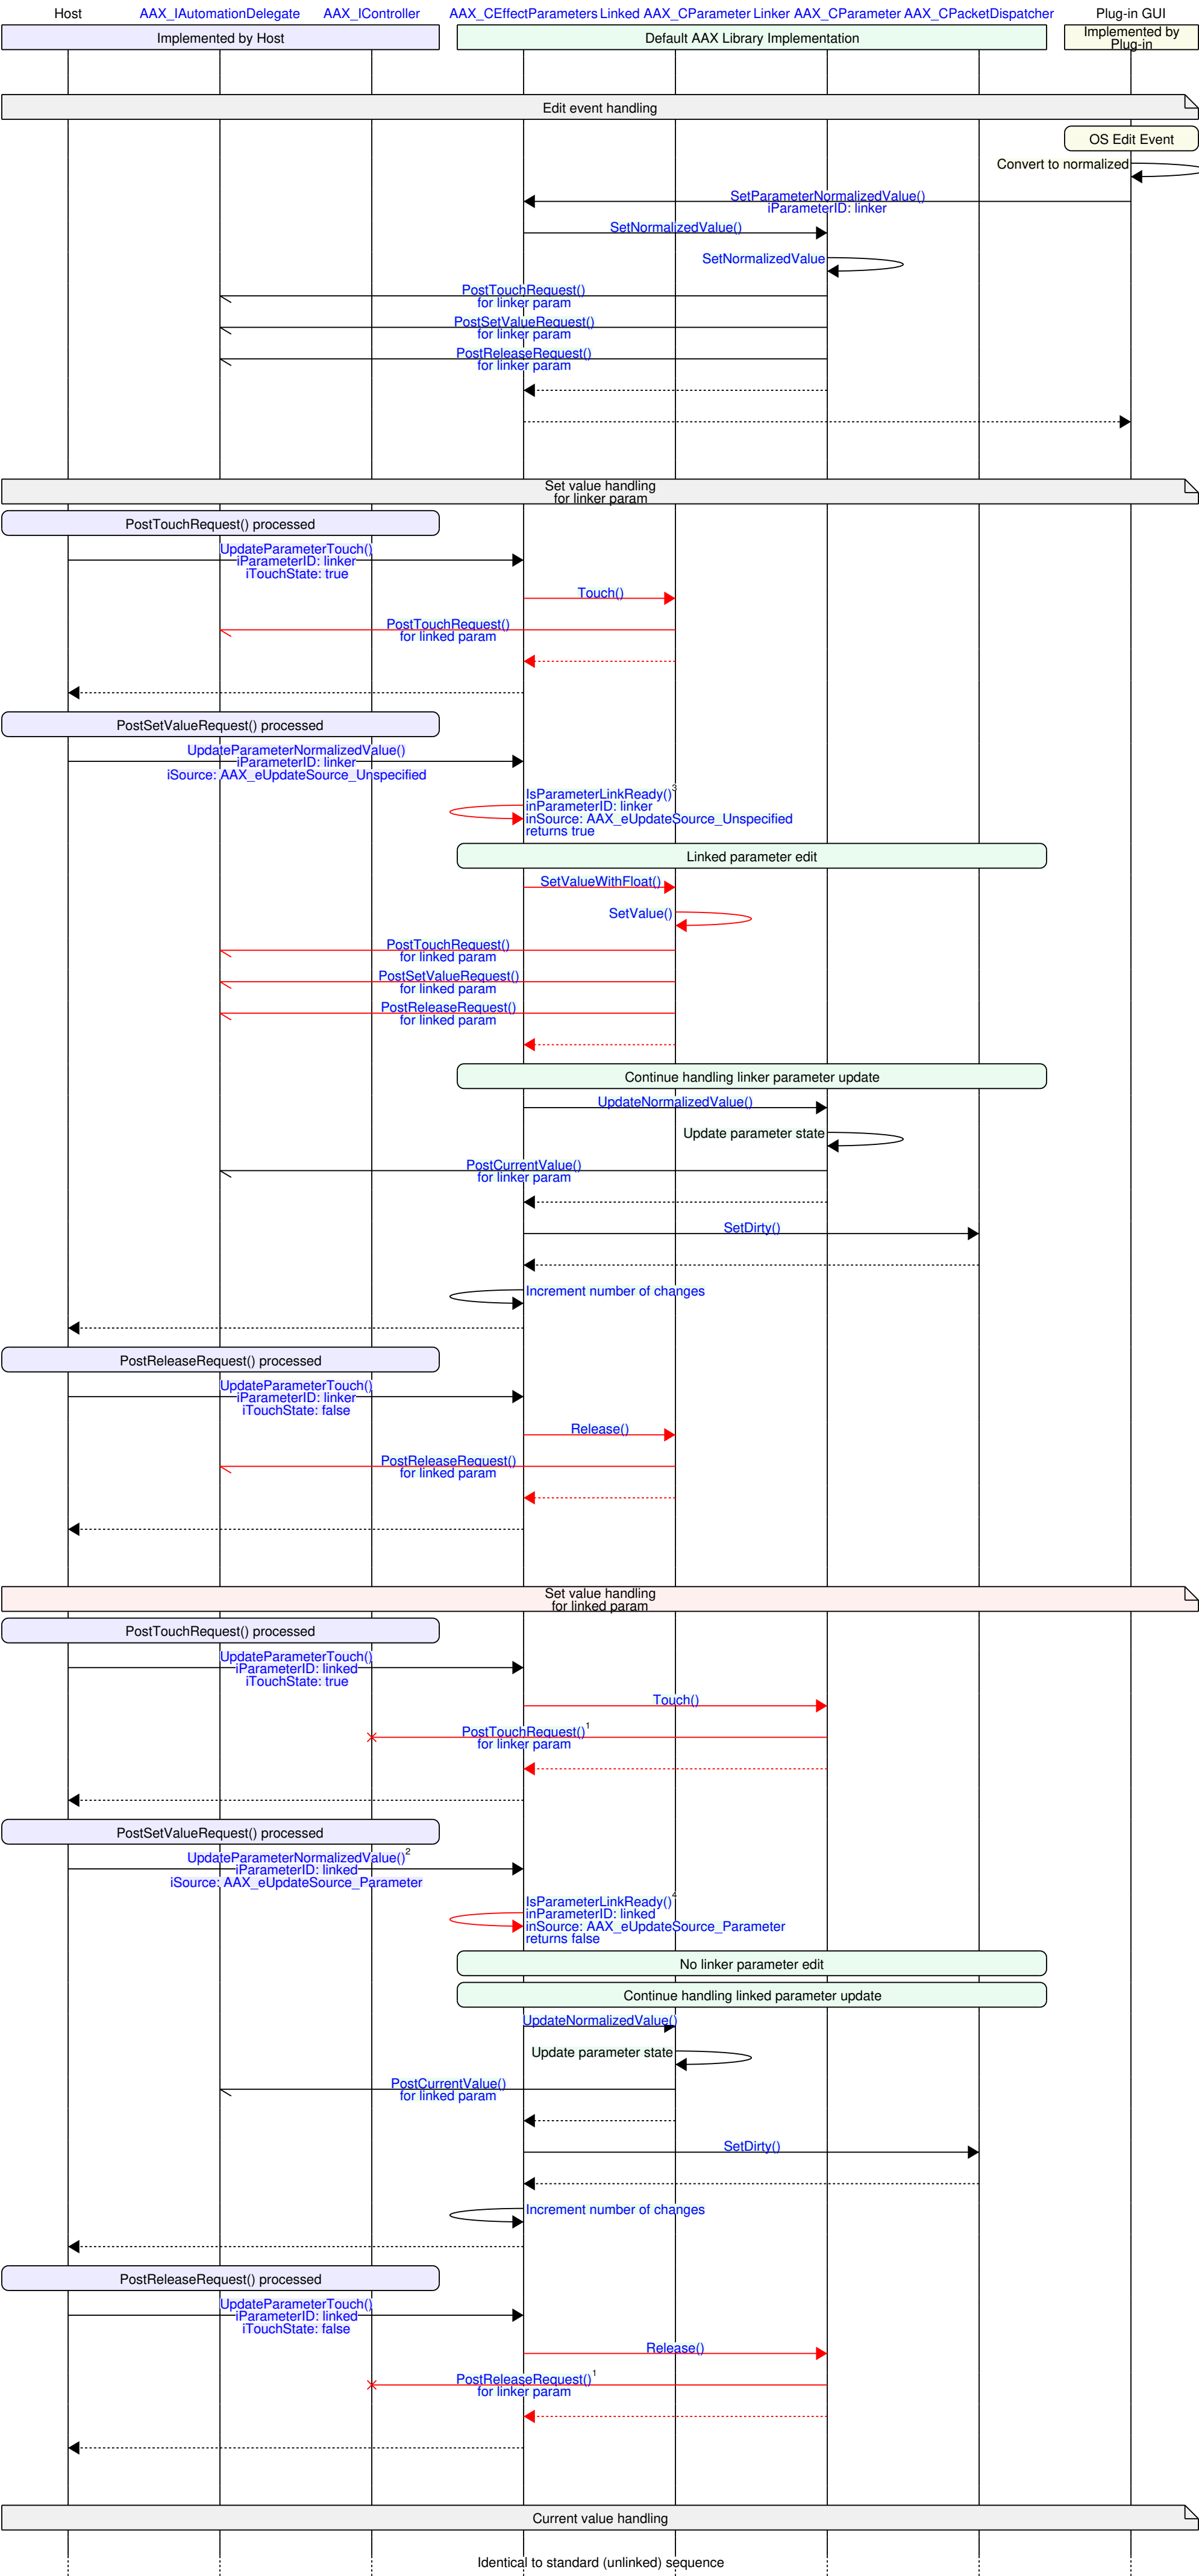 Host AAX_IAutomationDelegate AAX_IController AAX_CEffectParameters Linked AAX_CParameter Linker AAX_CParameter AAX_CPacketDispatcher Plug-in GUI
Implemented by Host
Default AAX Library Implementation
Implemented by
Plug-in
Edit event handling
OS Edit Event
Convert to normalized
SetParameterNormalizedValue()
iParameterID: linker
SetNormalizedValue()
SetNormalizedValue
PostTouchRequest()
for linker param
PostSetValueRequest()
for linker param
PostReleaseRequest()
for linker param
Set value handling
for linker param
PostTouchRequest() processed
UpdateParameterTouch()
iParameterID: linker
iTouchState: true
Touch()
PostTouchRequest()
for linked param
PostSetValueRequest() processed
UpdateParameterNormalizedValue()
iParameterID: linker
iSource: AAX_eUpdateSource_Unspecified
IsParameterLinkReady()3
inParameterID: linker
inSource: AAX_eUpdateSource_Unspecified
returns true
Linked parameter edit
SetValueWithFloat()
SetValue()
PostTouchRequest()
for linked param
PostSetValueRequest()
for linked param
PostReleaseRequest()
for linked param
Continue handling linker parameter update
UpdateNormalizedValue()
Update parameter state
PostCurrentValue()
for linker param
SetDirty()
Increment number of changes
PostReleaseRequest() processed
UpdateParameterTouch()
iParameterID: linker
iTouchState: false
Release()
PostReleaseRequest()
for linked param
Set value handling
for linked param
PostTouchRequest() processed
UpdateParameterTouch()
iParameterID: linked
iTouchState: true
Touch()
PostTouchRequest()1
for linker param
PostSetValueRequest() processed
UpdateParameterNormalizedValue()2
iParameterID: linked
iSource: AAX_eUpdateSource_Parameter
IsParameterLinkReady()4
inParameterID: linked
inSource: AAX_eUpdateSource_Parameter
returns false
No linker parameter edit
Continue handling linked parameter update
UpdateNormalizedValue()
Update parameter state
PostCurrentValue()
for linked param
SetDirty()
Increment number of changes
PostReleaseRequest() processed
UpdateParameterTouch()
iParameterID: linked
iTouchState: false
Release()
PostReleaseRequest()1
for linker param
Current value handling
Identical to standard (unlinked) sequence